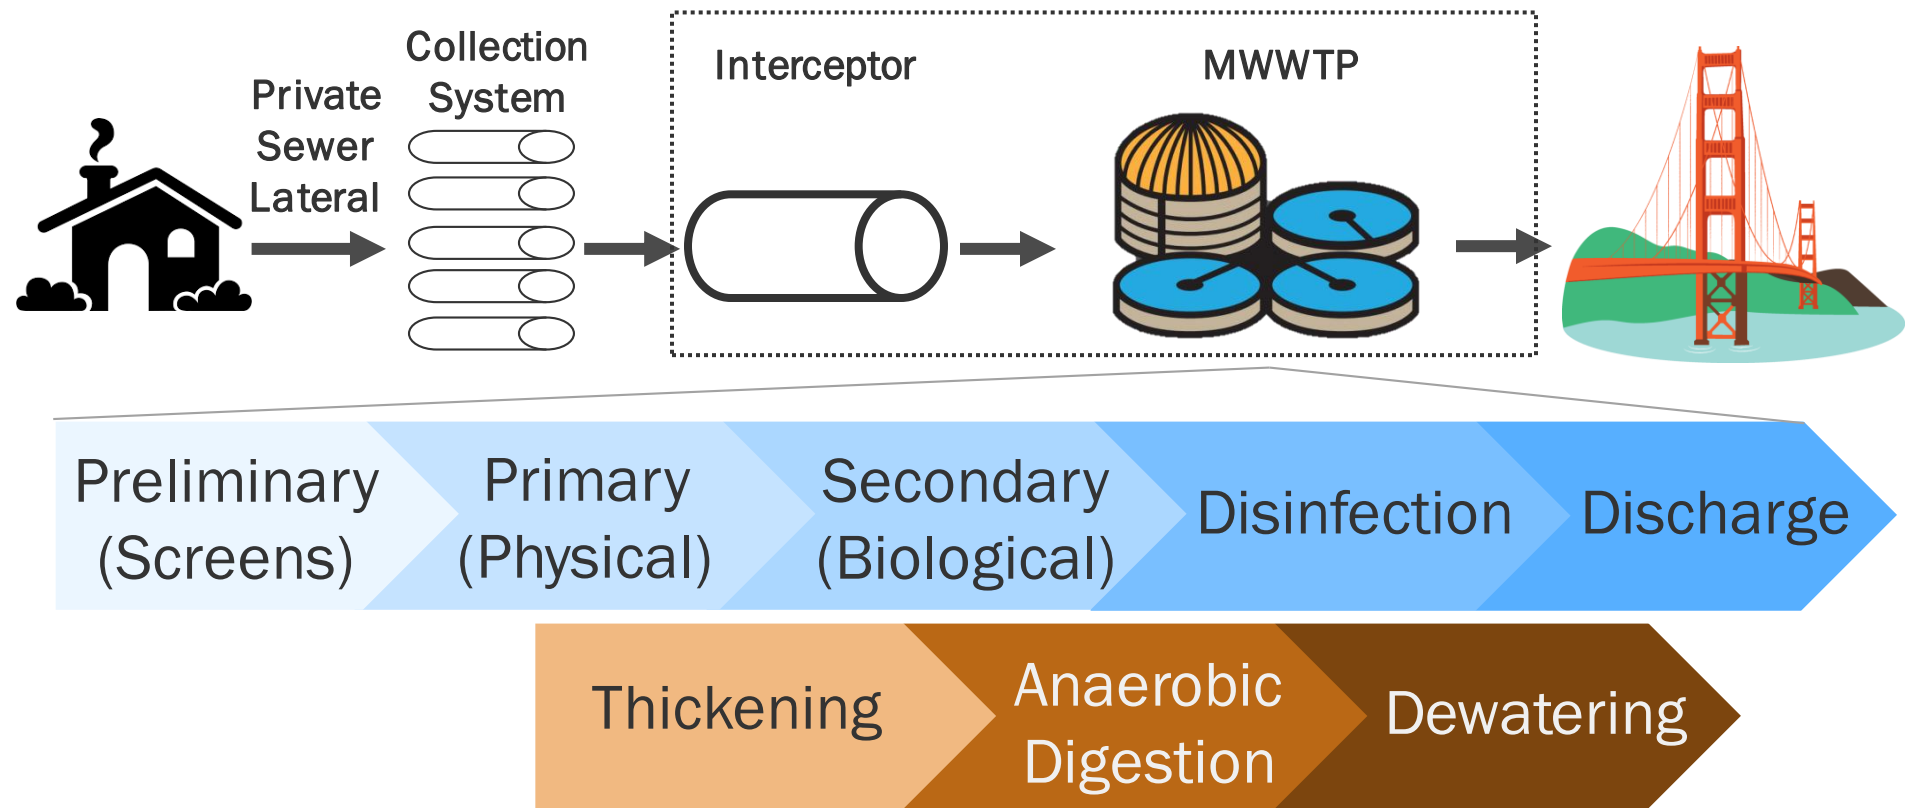 Private
Sewer
Lateral
Collection
System
Interceptor
MWWTP
Preliminary
(Screens)
Primary
(Physical)
Secondary
(Biological)
Disinfection
Discharge
Thickening
Anaerobic
Digestion
Dewatering